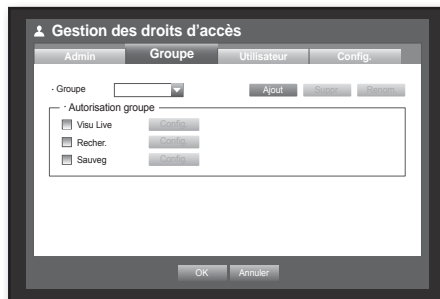 Gestion des droits d'accès
Admin Groupe Utilisateur Config.
· Groupe Ajout Suppr. Renom.
· Autorisation groupe
Visu Live Config.
Recher. Config.
Sauveg Config.
OK Annuler